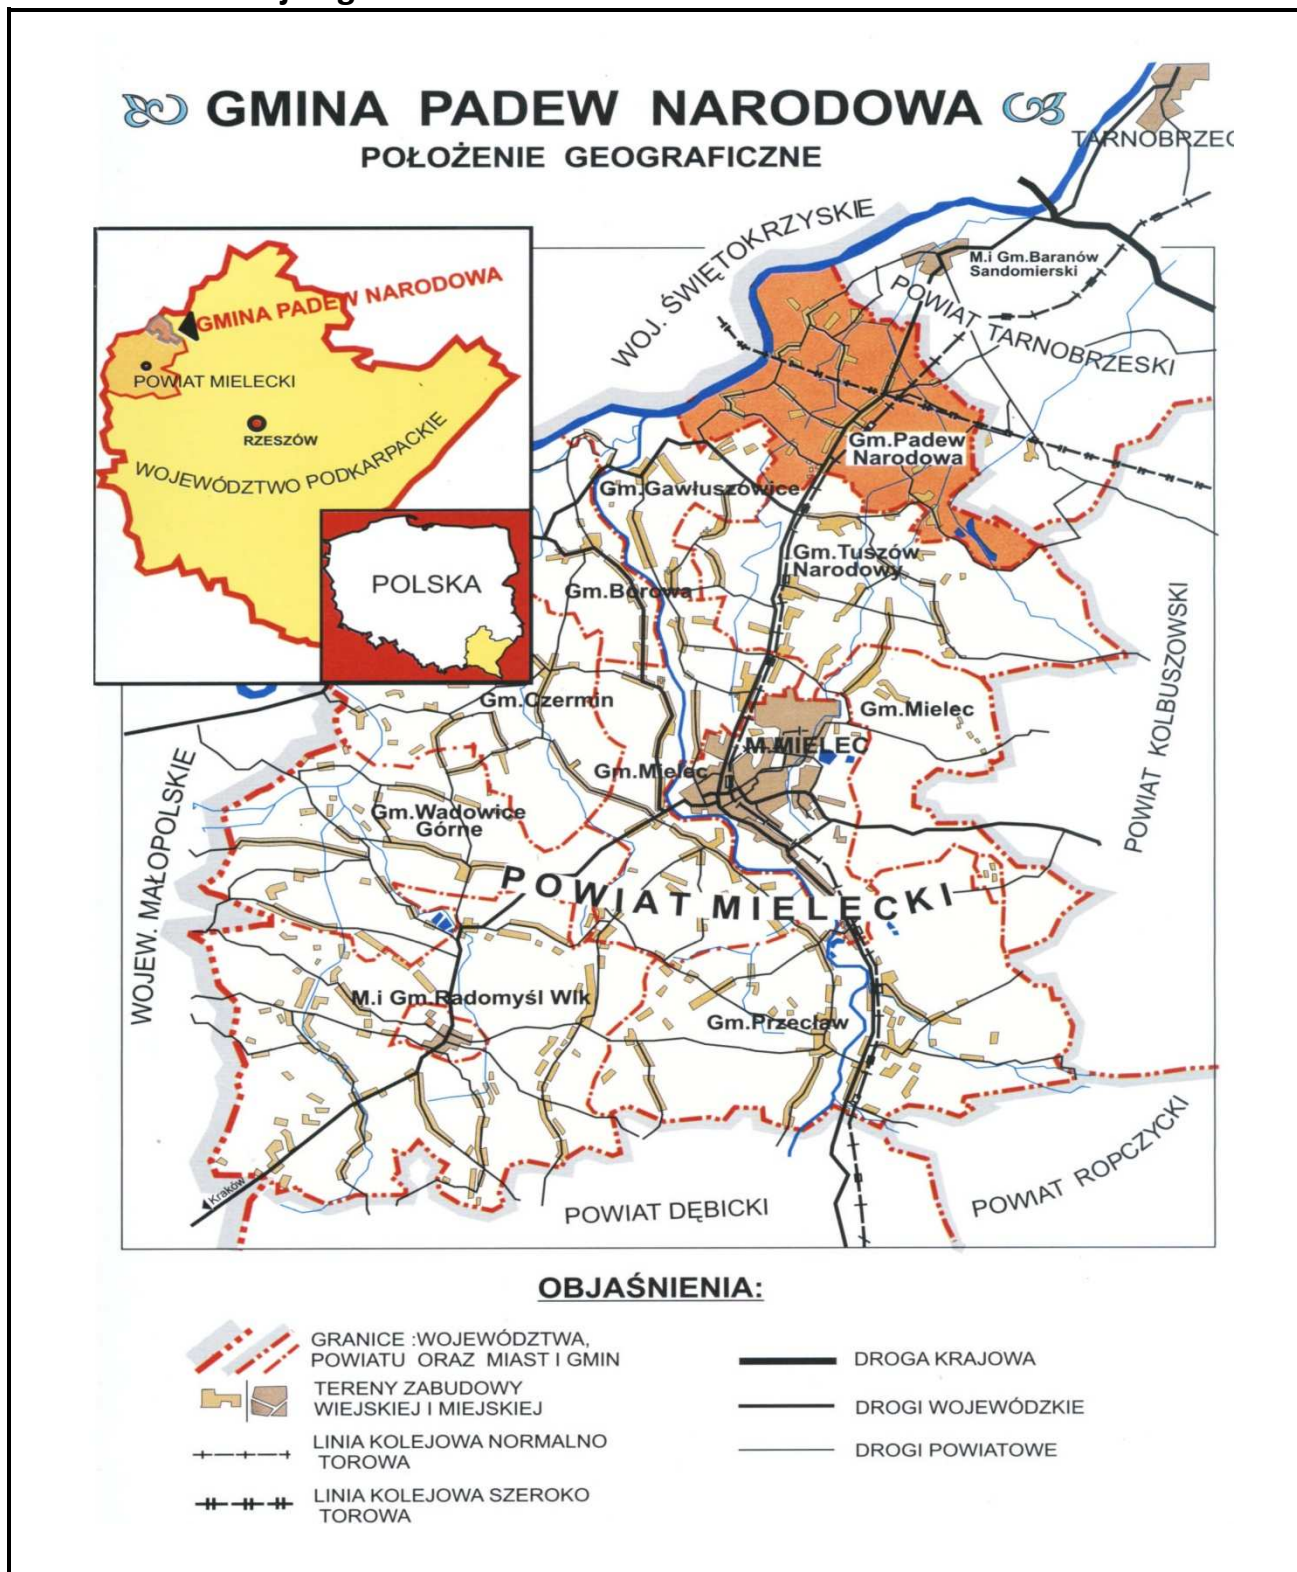 GMINA PADEW NARODOWA
POŁOŻENIE GEOGRAFICZNE
TARNOBRZEG
WOJ. ŚWIĘTOKRZYSKIE
M.i Gm.Baranów
Sandomierski
POWIAT TARNOBRZESKI
GMINA PADEW NARODOWA
POWIAT MIELECKI
RZESZÓW
WOJEWÓDZTWO PODKARPACKIE
POLSKA
Gm.Padew
Narodowa
Gm.Gawłuszowice
Gm.Tuszów
Narodowy
Gm.Borowa
POWIAT KOLBUSZOWSKI
Gm.Czermin
Gm.Mielec
M.MIELEC
Gm.Mielec
Gm.Wadowice
Górne
WOJEW. MAŁOPOLSKIE
POWIAT MIELECKI
M.i Gm.Radomyśl Wlk
Gm.Przecław
Kraków
POWIAT DĘBICKI
POWIAT ROPCZYCKI
OBJAŚNIENIA:
GRANICE :WOJEWÓDZTWA,
POWIATU ORAZ MIAST I GMIN
TERENY ZABUDOWY
WIEJSKIEJ I MIEJSKIEJ
LINIA KOLEJOWA NORMALNO
TOROWA
LINIA KOLEJOWA SZEROKO
TOROWA
DROGA KRAJOWA
DROGI WOJEWÓDZKIE
DROGI POWIATOWE